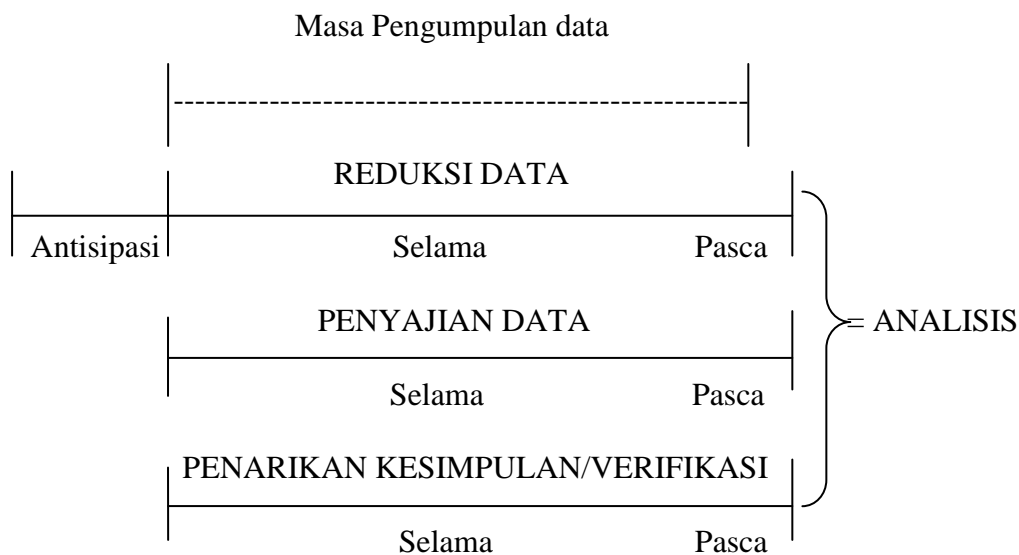 Masa Pengumpulan data
REDUKSI DATA
Antisipasi Selama Pasca
PENYAJIAN DATA
= ANALISIS
Selama Pasca
PENARIKAN KESIMPULAN/VERIFIKASI
Selama Pasca